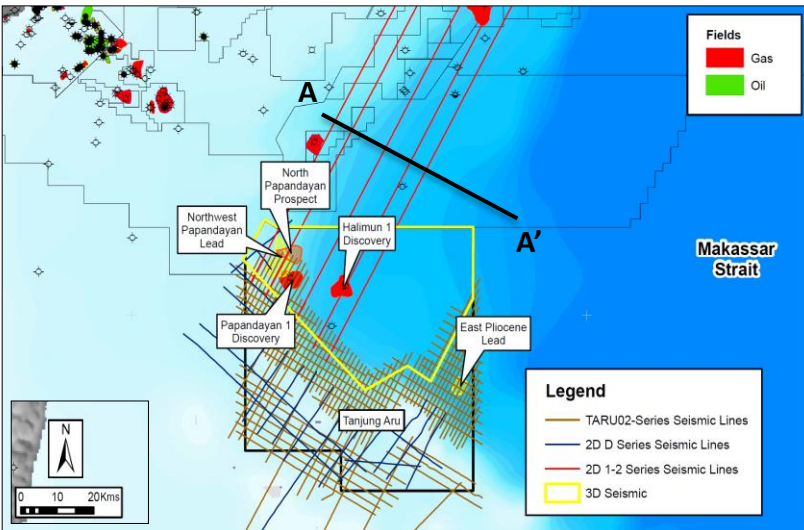 Fields
Gas
Oil
A
North
Papandayan
Prospect
Northwest
Papandayan
Lead
Halimun 1
Discovery
A'
Makassar
Strait
Papandayan 1
Discovery
East Pliocene
Lead
Tanjung Aru
Legend
TARU02-Series Seismic Lines
2D D Series Seismic Lines
2D 1-2 Series Seismic Lines
3D Seismic
N
0 10 20Kms